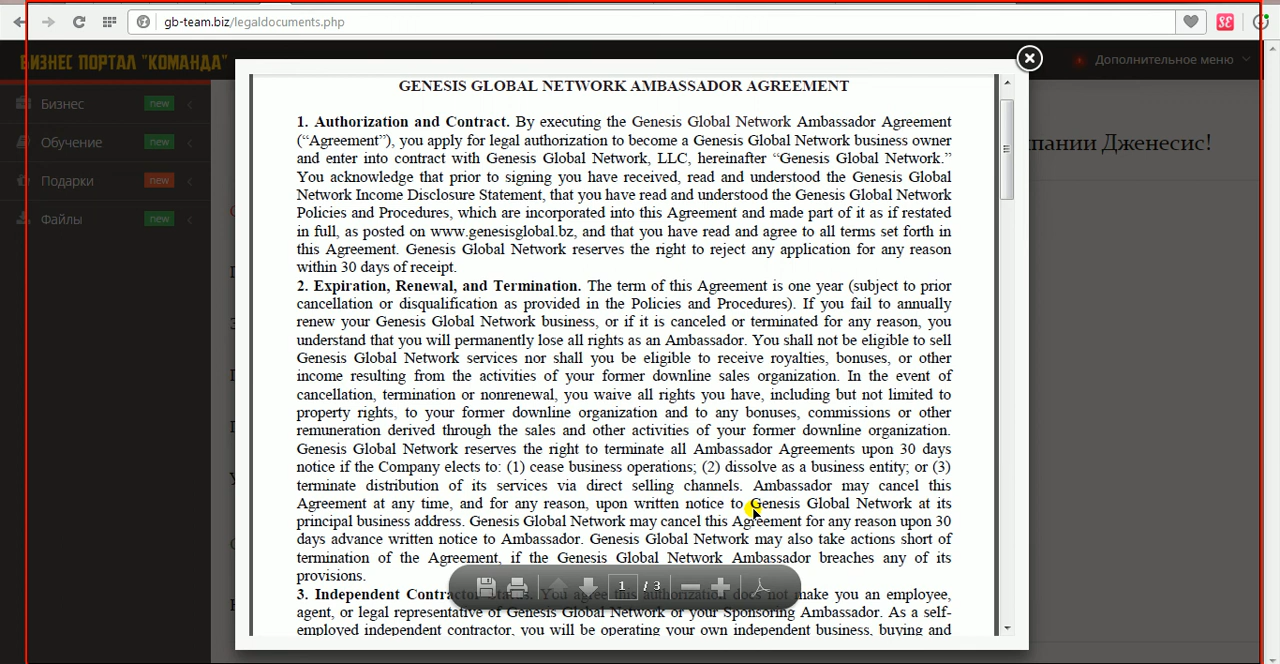 gb-team.biz/legaldocuments.php
БИЗНЕС ПОРТАЛ "КОМАНДА"
Дополнительное меню
Бизнес new
Обучение new
Подарки new
Файлы new
пании Дженесис!
GENESIS GLOBAL NETWORK AMBASSADOR AGREEMENT
1. Authorization and Contract. By executing the Genesis Global Network Ambassador Agreement
(“Agreement”), you apply for legal authorization to become a Genesis Global Network business owner
and enter into contract with Genesis Global Network, LLC, hereinafter “Genesis Global Network.”
You acknowledge that prior to signing you have received, read and understood the Genesis Global
Network Income Disclosure Statement, that you have read and understood the Genesis Global Network
Policies and Procedures, which are incorporated into this Agreement and made part of it as if restated
in full, as posted on www.genesisglobal.bz, and that you have read and agree to all terms set forth in
this Agreement. Genesis Global Network reserves the right to reject any application for any reason
within 30 days of receipt.
2. Expiration, Renewal, and Termination. The term of this Agreement is one year (subject to prior
cancellation or disqualification as provided in the Policies and Procedures). If you fail to annually
renew your Genesis Global Network business, or if it is canceled or terminated for any reason, you
understand that you will permanently lose all rights as an Ambassador. You shall not be eligible to sell
Genesis Global Network services nor shall you be eligible to receive royalties, bonuses, or other
income resulting from the activities of your former downline sales organization. In the event of
cancellation, termination or nonrenewal, you waive all rights you have, including but not limited to
property rights, to your former downline organization and to any bonuses, commissions or other
remuneration derived through the sales and other activities of your former downline organization.
Genesis Global Network reserves the right to terminate all Ambassador Agreements upon 30 days
notice if the Company elects to: (1) cease business operations; (2) dissolve as a business entity; or (3)
terminate distribution of its services via direct selling channels. Ambassador may cancel this
Agreement at any time, and for any reason, upon written notice to Genesis Global Network at its
principal business address. Genesis Global Network may cancel this Agreement for any reason upon 30
days advance written notice to Ambassador. Genesis Global Network may also take actions short of
termination of the Agreement, if the Genesis Global Network Ambassador breaches any of its
provisions.
1 / 3
3. Independent Contractor Status. You agree this authorization does not make you an employee,
agent, or legal representative of Genesis Global Network or your Sponsoring Ambassador. As a self-
employed independent contractor, you will be operating your own independent business, buying and